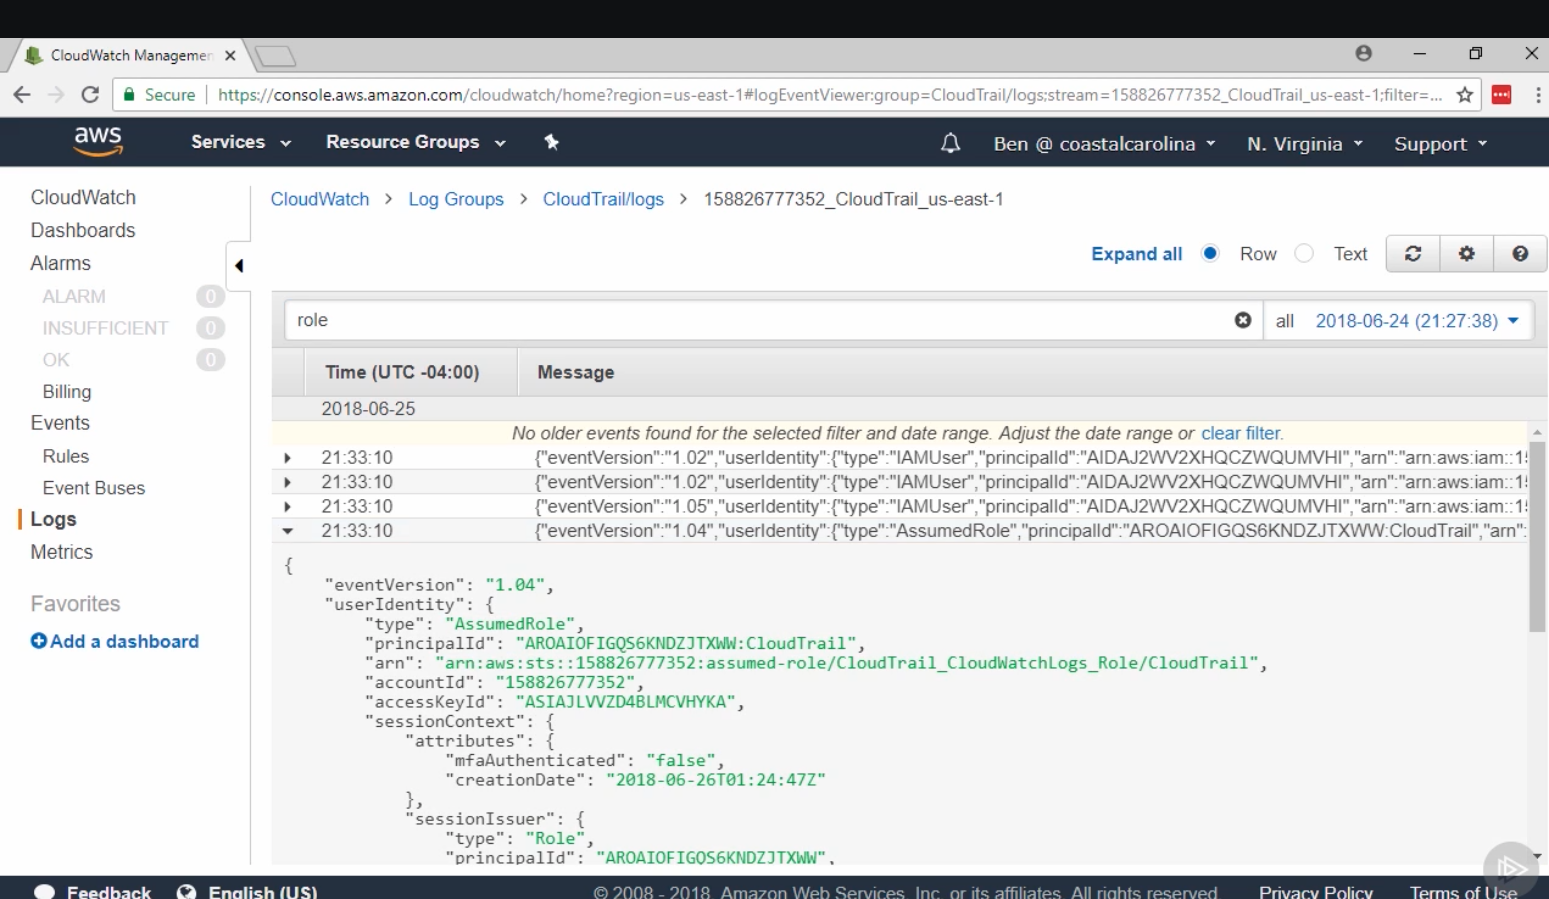 CloudWatch Managemen
Secure https://console.aws.amazon.com/cloudwatch/home?region=us-east-1#logEventViewer:group=CloudTrail/logs;stream=158826777352_CloudTrail_us-east-1;filter=...
aws Services Resource Groups Ben @ coastalcarolina N. Virginia Support
CloudWatch
Dashboards
Alarms
ALARM 0
INSUFFICIENT 0
OK 0
Billing
Events
Rules
Event Buses
Logs
Metrics
Favorites
Add a dashboard
CloudWatch > Log Groups > CloudTrail/logs > 158826777352_CloudTrail_us-east-1
Expand all Row Text
role all 2018-06-24 (21:27:38)
Time (UTC -04:00) Message
2018-06-25
No older events found for the selected filter and date range. Adjust the date range or clear filter.
21:33:10 {"eventVersion":"1.02","userIdentity":{"type":"IAMUser","principalId":"AIDAJ2WV2XHQCZWQUMVHI","arn":"arn:aws:iam::15
21:33:10 {"eventVersion":"1.02","userIdentity":{"type":"IAMUser","principalId":"AIDAJ2WV2XHQCZWQUMVHI","arn":"arn:aws:iam::15
21:33:10 {"eventVersion":"1.05","userIdentity":{"type":"IAMUser","principalId":"AIDAJ2WV2XHQCZWQUMVHI","arn":"arn:aws:iam::15
21:33:10 {"eventVersion":"1.04","userIdentity":{"type":"AssumedRole","principalId":"AROAIOFIGQS6KNDZJTXWW:CloudTrail","arn":
{
"eventVersion": "1.04",
"userIdentity": {
"type": "AssumedRole",
"principalId": "AROAIOFIGQS6KNDZJTXWW:CloudTrail",
"arn": "arn:aws:sts::158826777352:assumed-role/CloudTrail_CloudWatchLogs_Role/CloudTrail",
"accountId": "158826777352",
"accessKeyId": "ASIAJLVVZD4BLMCVHYKA",
"sessionContext": {
"attributes": {
"mfaAuthenticated": "false",
"creationDate": "2018-06-26T01:24:47Z"
},
"sessionIssuer": {
"type": "Role",
"principalId": "AROAIOFIGQS6KNDZJTXWW",
Feedback English (US) © 2008 - 2018, Amazon Web Services, Inc. or its affiliates. All rights reserved. Privacy Policy Terms of Use